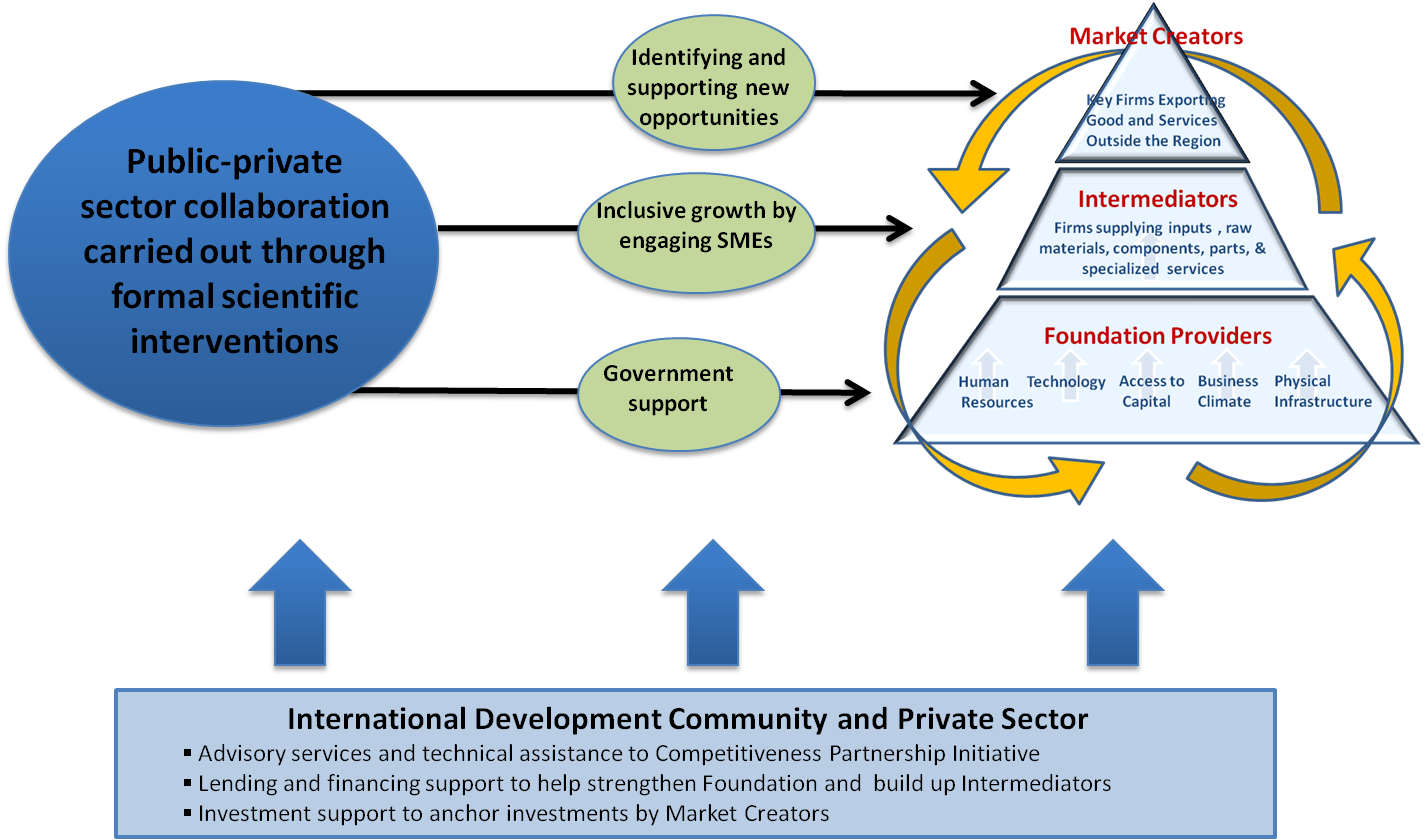 Public-private
sector collaboration
carried out through
formal scientific
interventions
Identifying and
supporting new
opportunities
Inclusive growth by
engaging SMEs
Government
support
Market Creators
Key Firms Exporting
Good and Services
Outside the Region
Intermediators
Firms supplying inputs , raw
materials, components, parts, &
specialized services
Foundation Providers
Human
Resources
Technology
Access to
Capital
Business
Climate
Physical
Infrastructure
International Development Community and Private Sector
▪ Advisory services and technical assistance to Competitiveness Partnership Initiative
▪ Lending and financing support to help strengthen Foundation and build up Intermediators
▪ Investment support to anchor investments by Market Creators